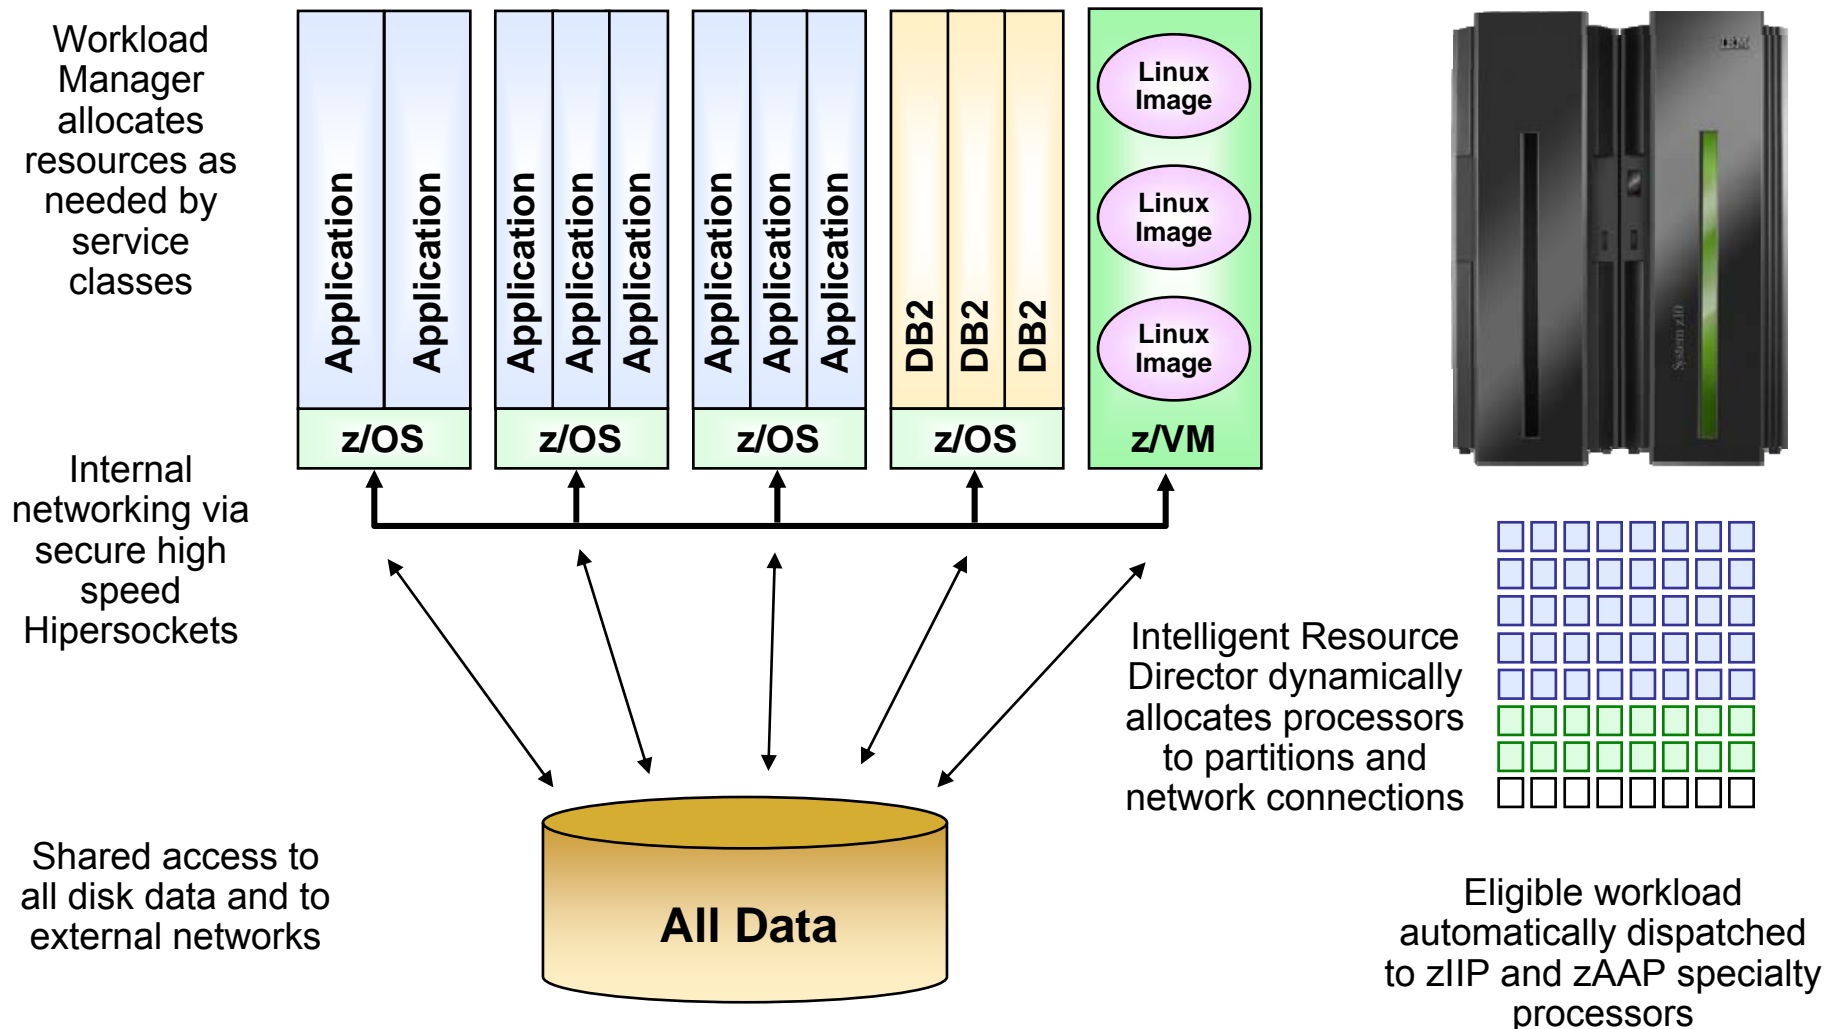 Workload
Manager
allocates
resources as
needed by
service
classes
Application
Application
Application
Application
Application
Application
Application
Application
DB2
DB2
DB2
Linux
Image
Linux
Image
Linux
Image
z/OS
z/OS
z/OS
z/OS
z/VM
IBM
System z10
Internal
networking via
secure high
speed
Hipersockets
Intelligent Resource
Director dynamically
allocates processors
to partitions and
network connections
Shared access to
all disk data and to
external networks
All Data
Eligible workload
automatically dispatched
to zIIP and zAAP specialty
processors